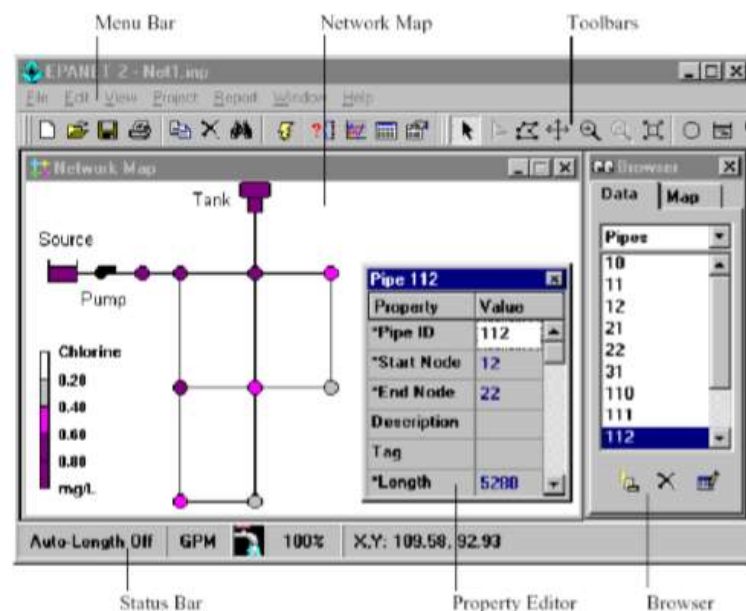 Menu Bar Network Map Toolbars
EPANET 2 - Net1.inp
File Edit View Project Report Window Help
Network Map
Browser
Data Map
Tank
Source
Pump
Pipes
10
11
12
21
22
31
110
111
112
Chlorine
0.20
0.40
0.60
0.80
mg/L
Pipe 112
Property Value
*Pipe ID 112
*Start Node 12
*End Node 22
Description
Tag
*Length 5280
Auto-Length Off GPM 100% X,Y: 109.58, 92.93
Status Bar Property Editor Browser